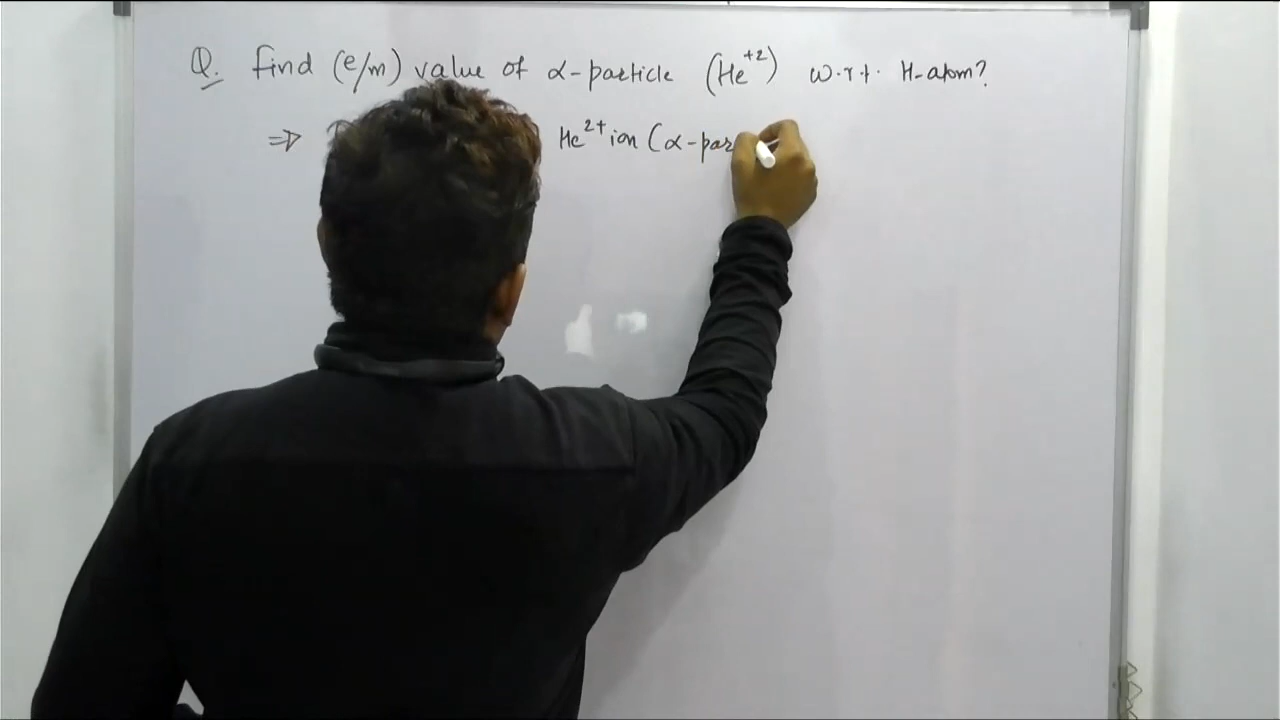 Q. Find (e/m) value of α-particle (He⁺²) w.r.t. H-atom?
⇒ He²⁺ ion (α-par